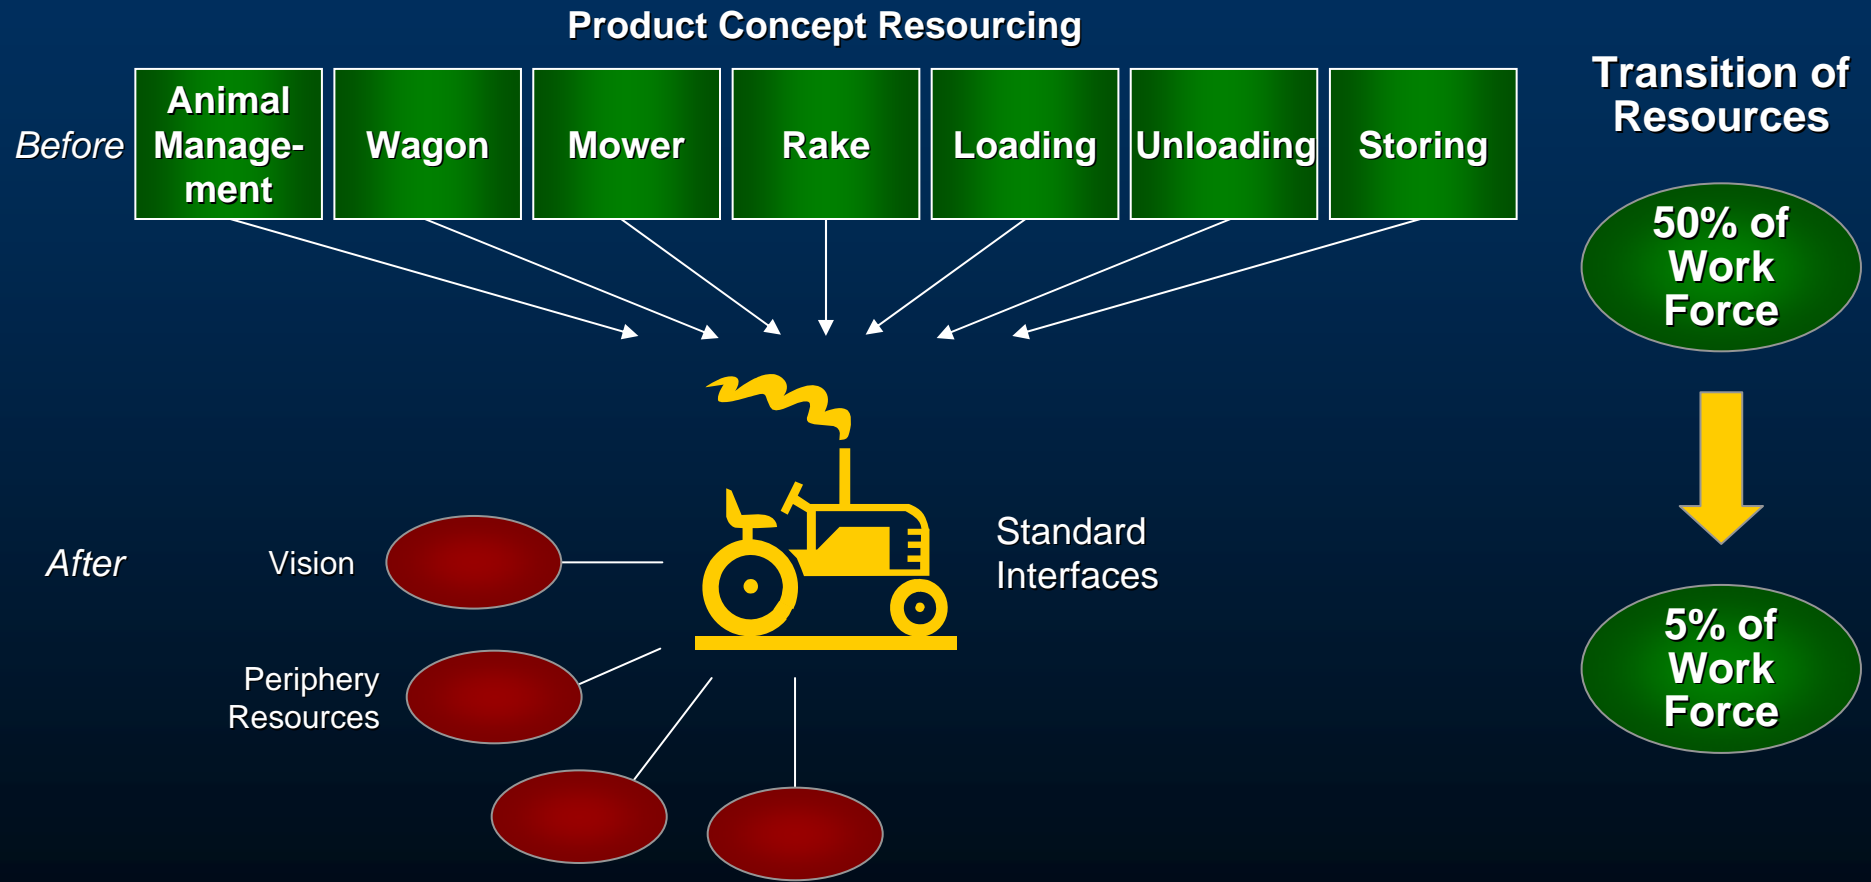 Product Concept Resourcing
Before
Animal
Manage-
ment
Wagon
Mower
Rake
Loading
Unloading
Storing
Transition of
Resources
50% of
Work
Force
After
Vision
Standard
Interfaces
Periphery
Resources
5% of
Work
Force